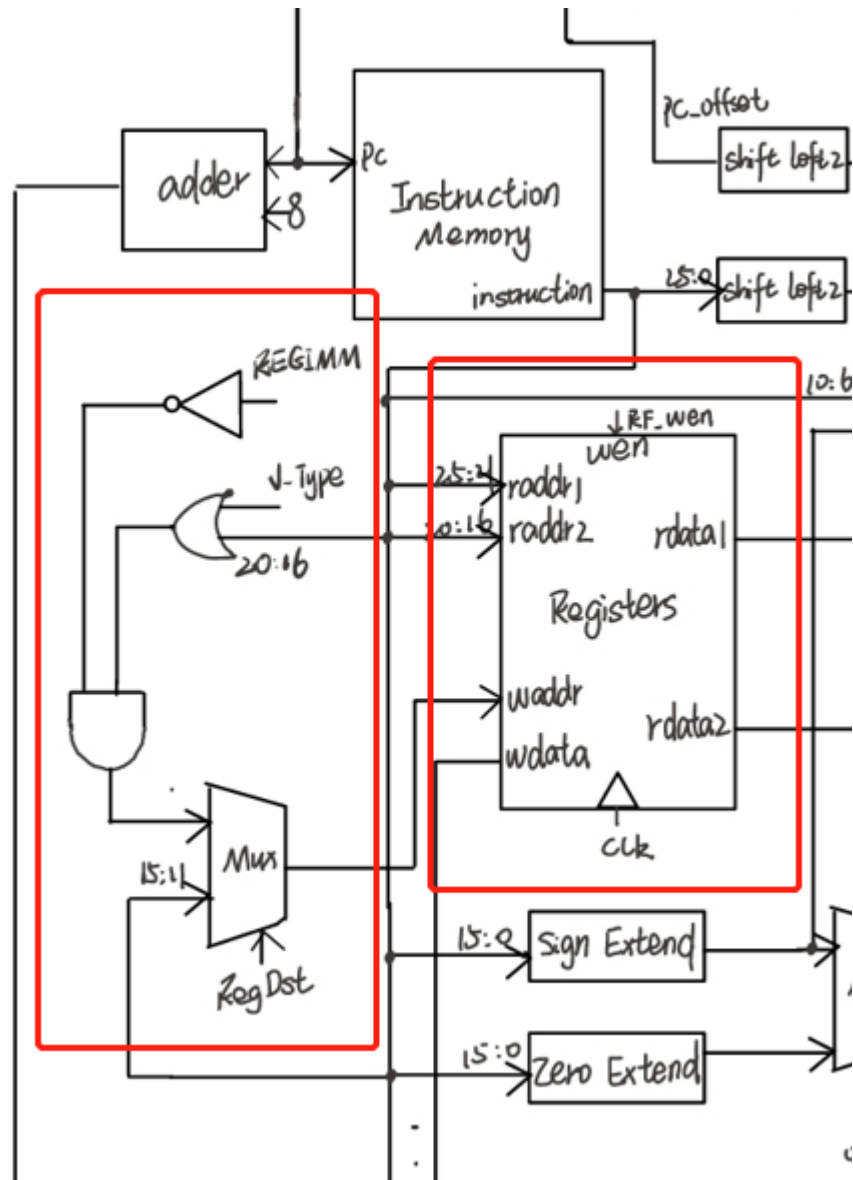 PC_offset
shift left2
adder
8
PC
Instruction
Memory
instruction
25:0
shift left2
REGIMM
10:6
RF_wen
wen
J-Type
25:21
raddr1
20:16
raddr2
rdata1
20:16
Registers
waddr
rdata2
wdata
Mux
15:11
clk
RegDst
15:0
Sign Extend
15:0
Zero Extend